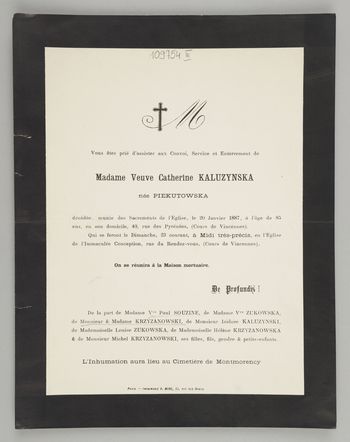 109754 II
M
Vous êtes prié d'assister aux Convoi, Service et Enterrement de
Madame Veuve Catherine KALUZYNSKA
née PIEKUTOWSKA
décédée, munie des Sacrements de l'Église, le 20 Janvier 1887, à l'âge de 85
ans, en son domicile, 49, rue des Pyrénées, (Cours de Vincennes).
Qui se feront le Dimanche, 23 courant, à Midi très-précis, en l'Église
de l'Immaculée Conception, rue du Rendez-vous, (Cours de Vincennes).
On se réunira à la Maison mortuaire.
De Profundis !
De la part de Madame Vve Paul SOUZINE, de Madame Vve ZUKOWSKA,
de Monsieur & Madame KRZYZANOWSKI, de Monsieur Isidore KALUZYNSKI,
de Mademoiselle Louise ZUKOWSKA, de Mademoiselle Hélène KRZYZANOWSKA
& de Monsieur Michel KRZYZANOWSKI, ses filles, fils, gendre & petits-enfants.
L'Inhumation aura lieu au Cimetière de Montmorency